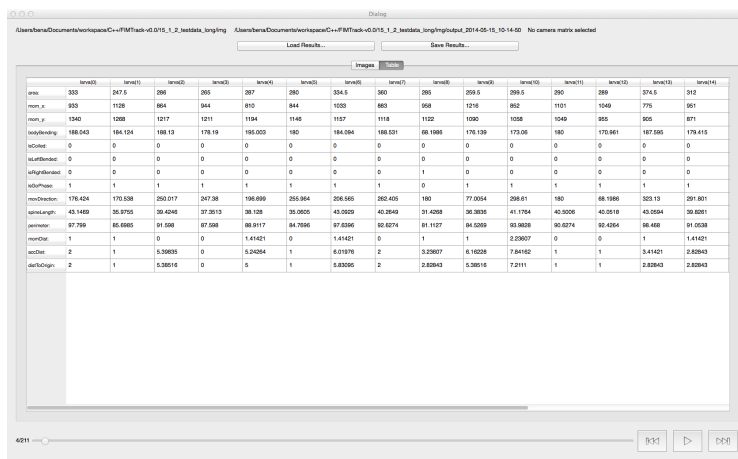 Dialog
/Users/bena/Documents/workspace/C++/FIMTrack-v0.0/15_1_2_testdata_long/img /Users/bena/Documents/workspace/C++/FIMTrack-v0.0/15_1_2_testdata_long/img/output_2014-05-15_10-14-50 No camera matrix selected
Load Results... Save Results...
Images Table
larva(0) larva(1) larva(2) larva(3) larva(4) larva(5) larva(6) larva(7) larva(8) larva(9) larva(10) larva(11) larva(12) larva(13) larva(14)
area: 333 247.5 286 265 287 280 334.5 360 285 259.5 299.5 290 289 374.5 312
mom_x: 933 1128 864 944 810 844 1033 883 958 1216 852 1101 1049 775 951
mom_y: 1340 1268 1217 1211 1194 1146 1157 1118 1122 1090 1058 1049 955 905 871
bodyBending: 188.043 184.124 188.13 178.19 195.003 180 184.094 188.531 68.1986 176.139 173.06 180 170.961 187.595 179.415
isCoiled: 0 0 0 0 0 0 0 0 0 0 0 0 0 0 0
isLeftBended: 0 0 0 0 0 0 0 0 0 0 0 0 0 0 0
isRightBended: 0 0 0 0 0 0 0 0 1 0 0 0 0 0 0
isGoPhase: 1 1 1 1 1 1 1 1 0 1 1 1 1 1 1
movDirection: 176.424 170.538 250.017 247.38 196.699 255.964 206.565 262.405 180 77.0054 298.61 180 68.1986 323.13 291.801
spineLength: 43.1469 35.9755 39.4246 37.3513 38.128 35.0605 43.0929 40.2649 31.4268 36.3836 41.1764 40.5006 40.0516 43.0594 39.8261
perimeter: 97.799 85.6985 91.598 87.598 88.9117 84.7696 97.6396 92.6274 81.1127 84.5269 93.9828 90.6274 92.4264 98.468 91.0538
momDist: 1 1 0 0 1.41421 0 1.41421 0 1 1 2.23607 0 0 1 1.41421
accDist: 2 1 5.39835 0 5.24264 1 6.01976 2 3.23607 6.16228 7.84162 1 1 3.41421 2.82843
distToOrigin: 2 1 5.38516 0 5 1 5.83095 2 2.82843 5.38516 7.2111 1 1 2.82843 2.82843
4/211